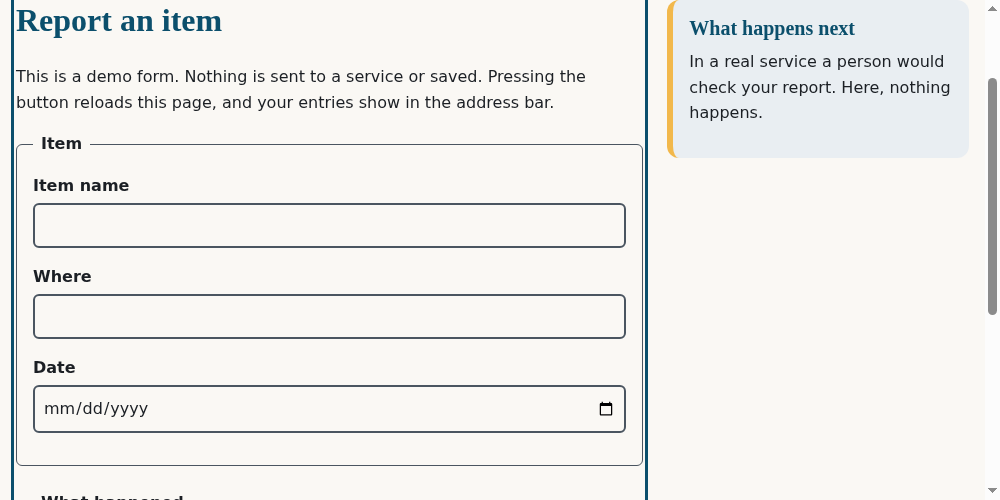 Report an item
This is a demo form. Nothing is sent to a service or saved. Pressing the
button reloads this page, and your entries show in the address bar.
Item
Item name
Where
Date
mm/dd/yyyy
What happened
What happens next
In a real service a person would
check your report. Here, nothing
happens.